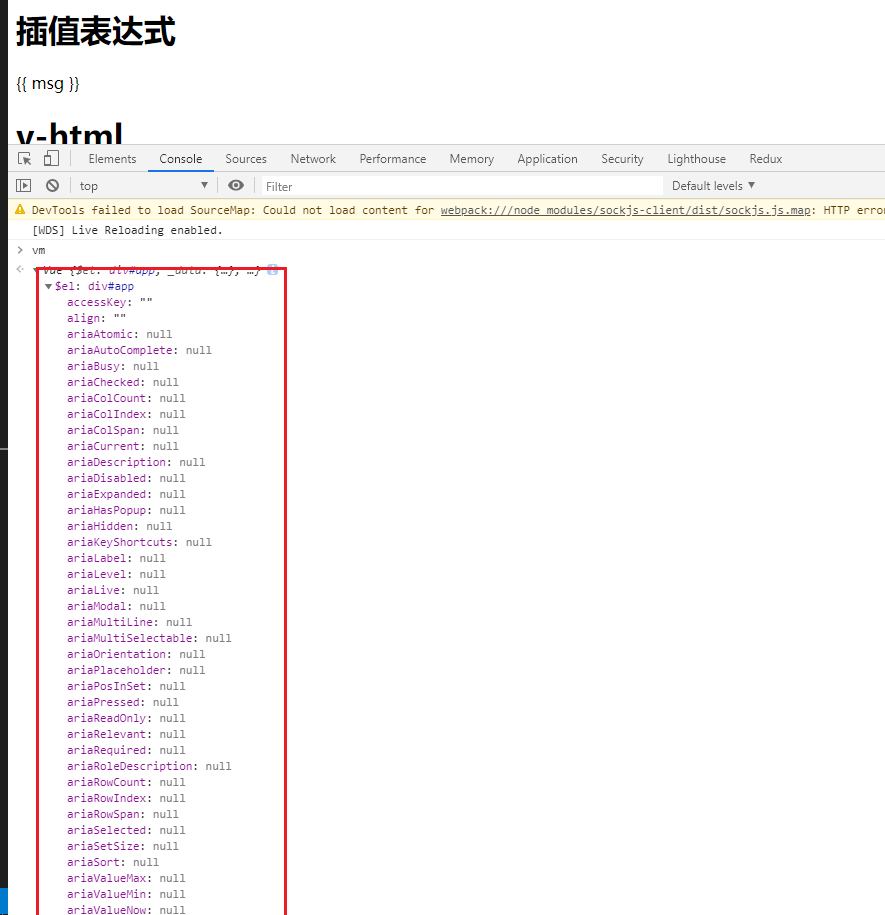 插值表达式
{{ msg }}
v-html
Elements Console Sources Network Performance Memory Application Security Lighthouse Redux
top ▼ Filter Default levels ▼
DevTools failed to load SourceMap: Could not load content for webpack:///node_modules/sockjs-client/dist/sockjs.js.map: HTTP error
[WDS] Live Reloading enabled.
> vm
Vue {$el: div#app, _data: {…}, …}
▼$el: div#app
accessKey: ""
align: ""
ariaAtomic: null
ariaAutoComplete: null
ariaBusy: null
ariaChecked: null
ariaColCount: null
ariaColIndex: null
ariaColSpan: null
ariaCurrent: null
ariaDescription: null
ariaDisabled: null
ariaExpanded: null
ariaHasPopup: null
ariaHidden: null
ariaKeyShortcuts: null
ariaLabel: null
ariaLevel: null
ariaLive: null
ariaModal: null
ariaMultiLine: null
ariaMultiSelectable: null
ariaOrientation: null
ariaPlaceholder: null
ariaPosInSet: null
ariaPressed: null
ariaReadOnly: null
ariaRelevant: null
ariaRequired: null
ariaRoleDescription: null
ariaRowCount: null
ariaRowIndex: null
ariaRowSpan: null
ariaSelected: null
ariaSetSize: null
ariaSort: null
ariaValueMax: null
ariaValueMin: null
ariaValueNow: null